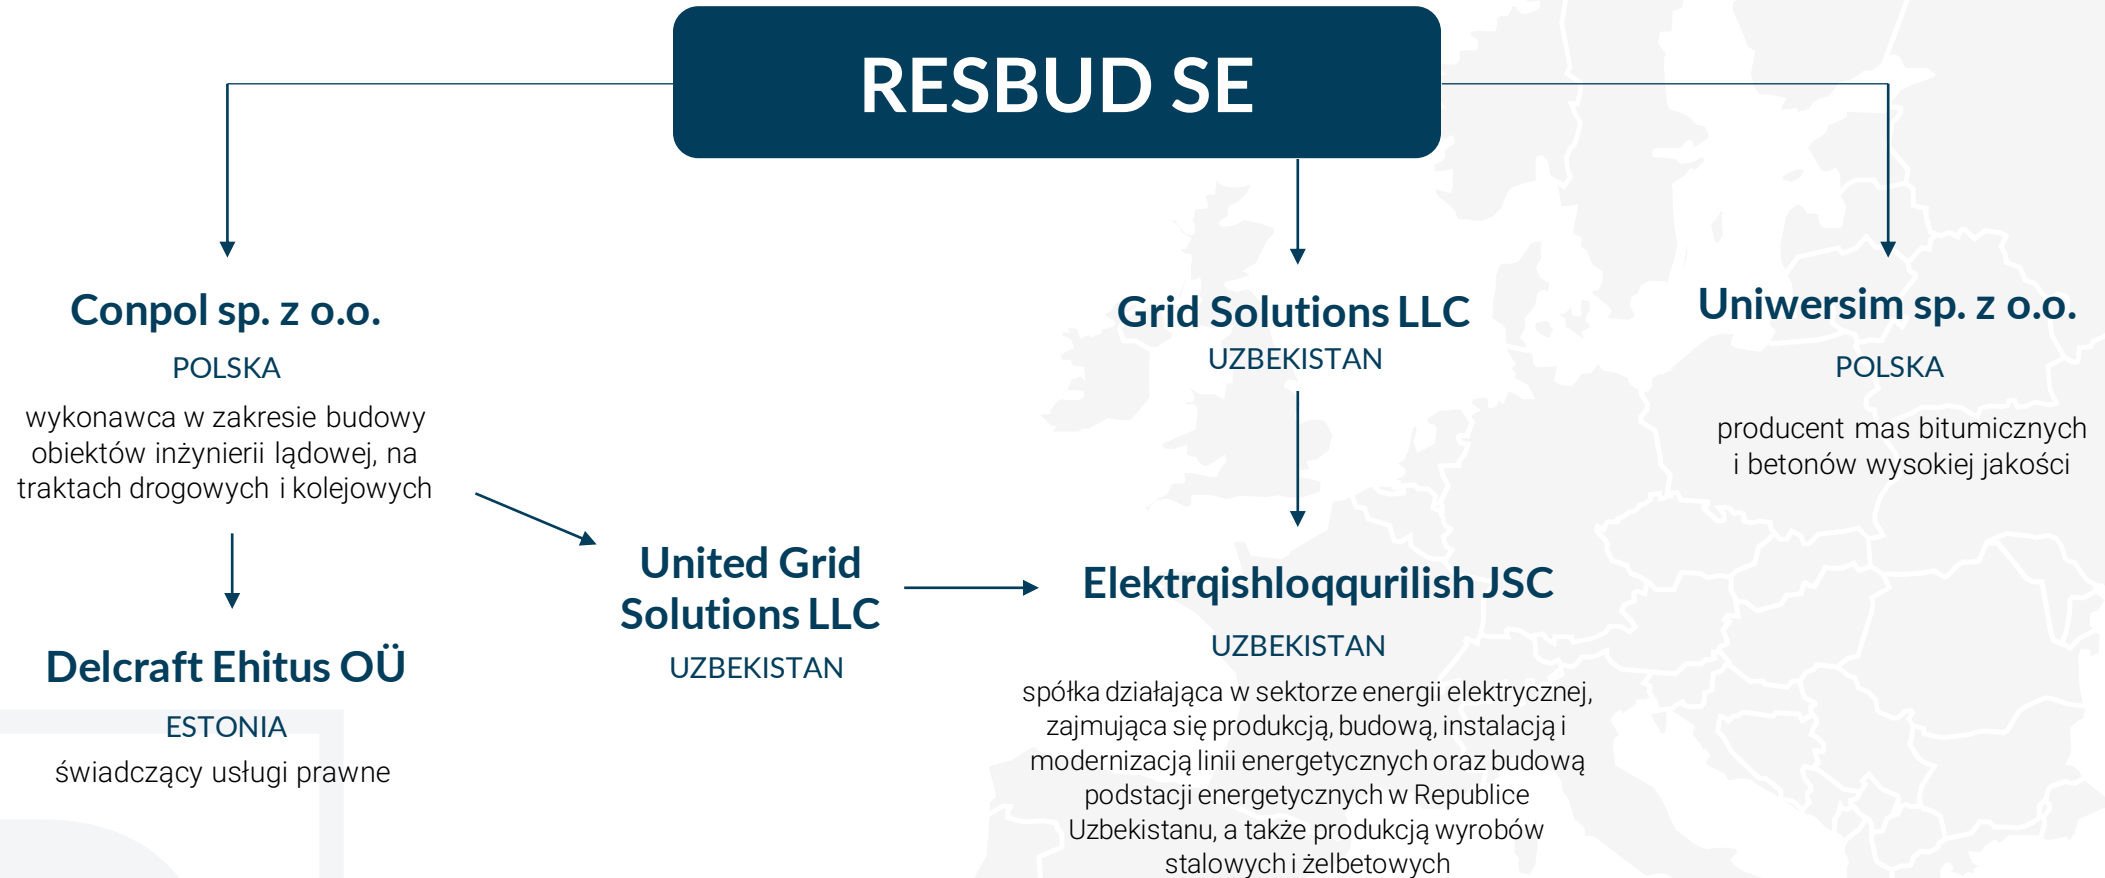 RESBUD SE
Conpol sp. z o.o.
POLSKA
wykonawca w zakresie budowy
obiektów inżynierii lądowej, na
traktach drogowych i kolejowych
Delcraft Ehitus OÜ
ESTONIA
świadczący usługi prawne
United Grid
Solutions LLC
UZBEKISTAN
Grid Solutions LLC
UZBEKISTAN
Elektrqishloqqurilish JSC
UZBEKISTAN
spółka działająca w sektorze energii elektrycznej,
zajmująca się produkcją, budową, instalacją i
modernizacją linii energetycznych oraz budową
podstacji energetycznych w Republice
Uzbekistanu, a także produkcją wyrobów
stalowych i żelbetowych
Uniwersim sp. z o.o.
POLSKA
producent mas bitumicznych
i betonów wysokiej jakości